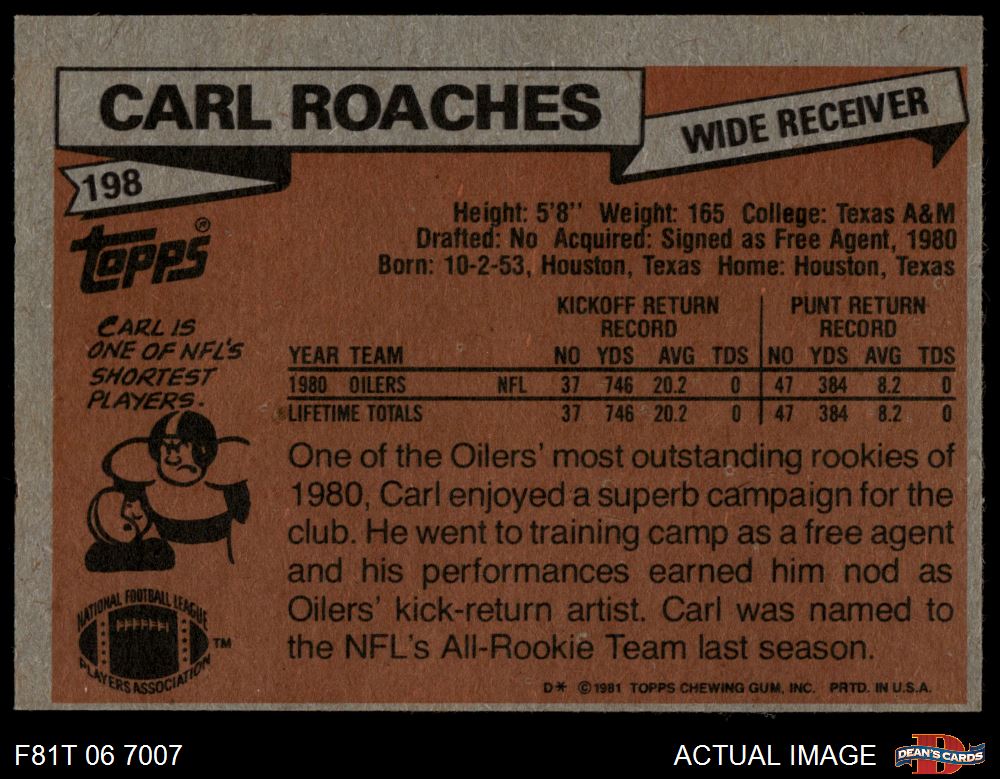 CARL ROACHES
WIDE RECEIVER
198
Topps®
Height: 5'8'' Weight: 165 College: Texas A&M
Drafted: No Acquired: Signed as Free Agent, 1980
Born: 10-2-53, Houston, Texas Home: Houston, Texas
CARL IS
ONE OF NFL'S
SHORTEST
PLAYERS.
KICKOFF RETURN PUNT RETURN
RECORD RECORD
YEAR TEAM NO YDS AVG TDS NO YDS AVG TDS
1980 OILERS NFL 37 746 20.2 0 47 384 8.2 0
LIFETIME TOTALS 37 746 20.2 0 47 384 8.2 0
One of the Oilers' most outstanding rookies of
1980, Carl enjoyed a superb campaign for the
club. He went to training camp as a free agent
and his performances earned him nod as
Oilers' kick-return artist. Carl was named to
the NFL's All-Rookie Team last season.
NATIONAL FOOTBALL LEAGUE
PLAYERS ASSOCIATION
TM
D* ©1981 TOPPS CHEWING GUM, INC. PRTD. IN U.S.A.
F81T 06 7007
ACTUAL IMAGE
D
DEAN'S CARDS